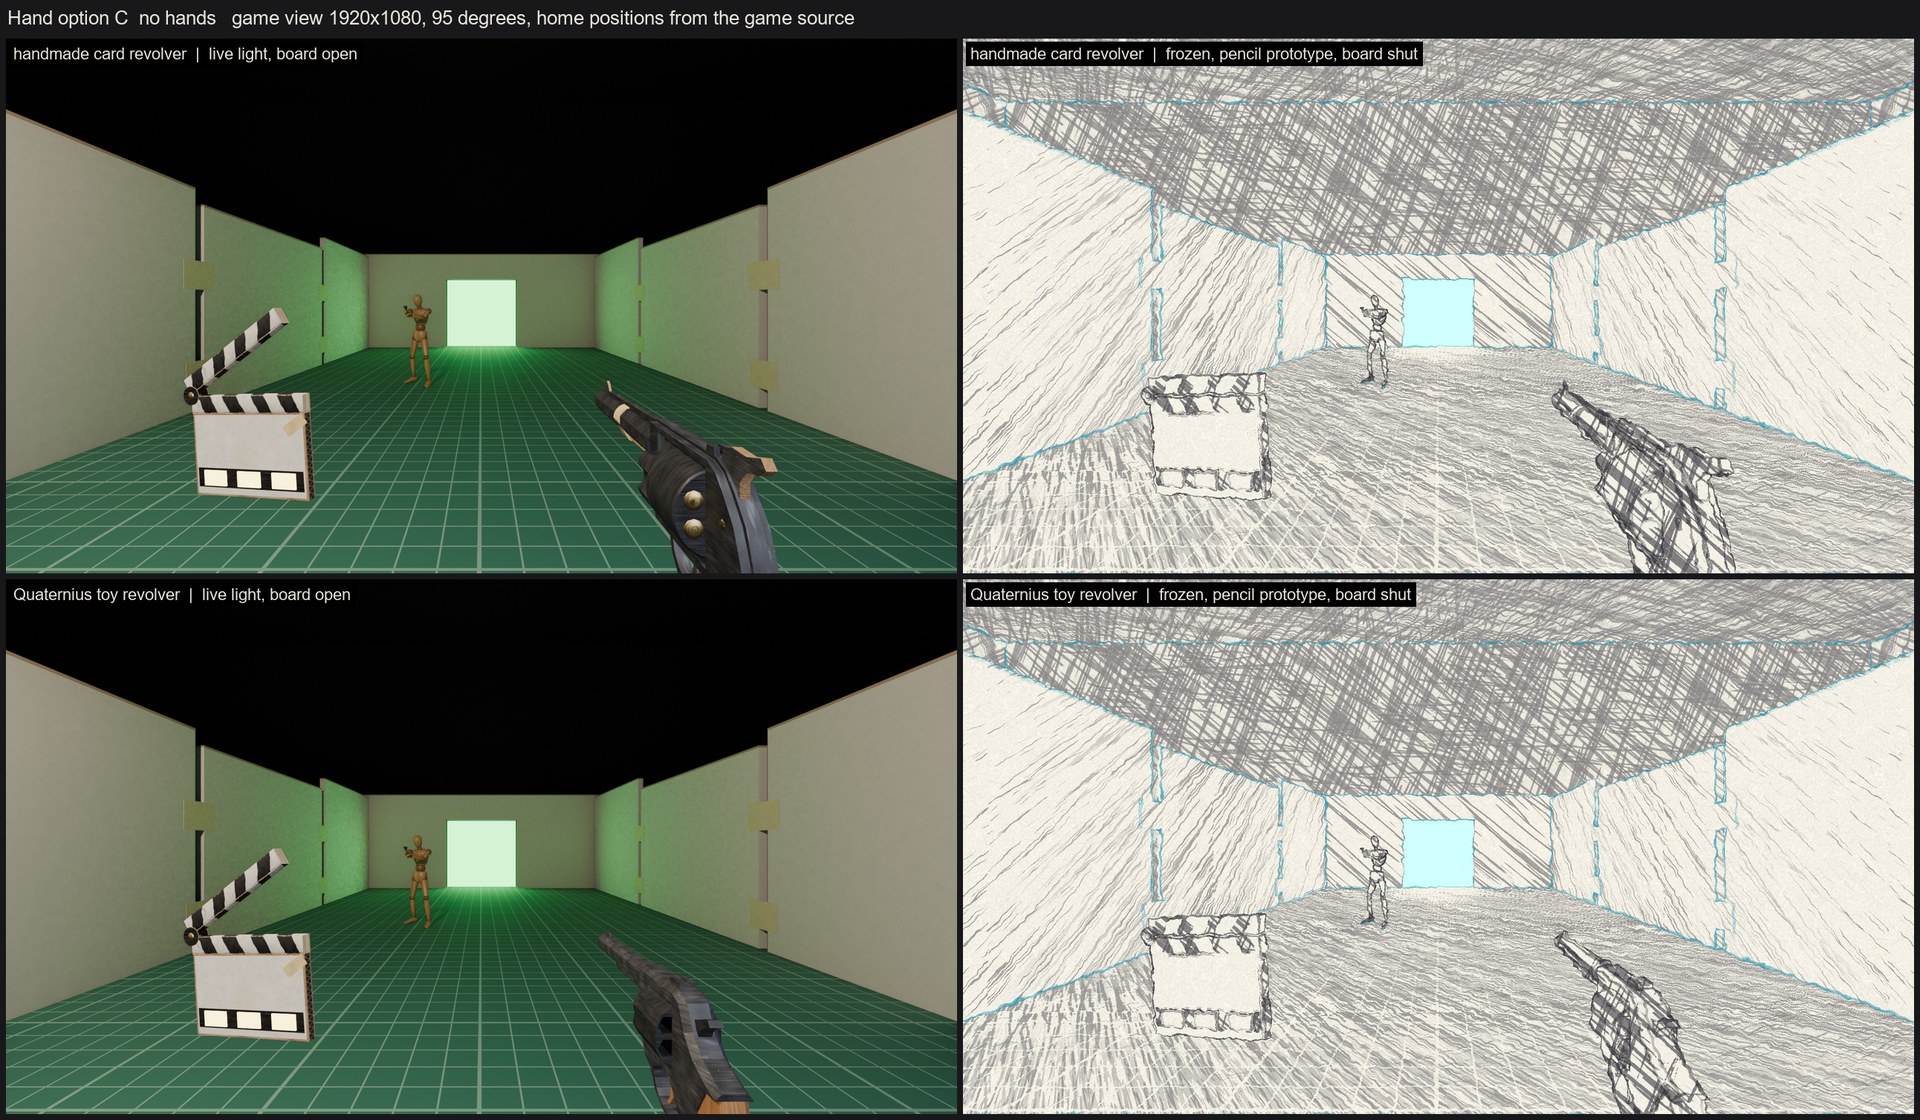 Hand option C  no hands   game view 1920x1080, 95 degrees, home positions from the game source
handmade card revolver  |  live light, board open
handmade card revolver  |  frozen, pencil prototype, board shut
Quaternius toy revolver  |  live light, board open
Quaternius toy revolver  |  frozen, pencil prototype, board shut